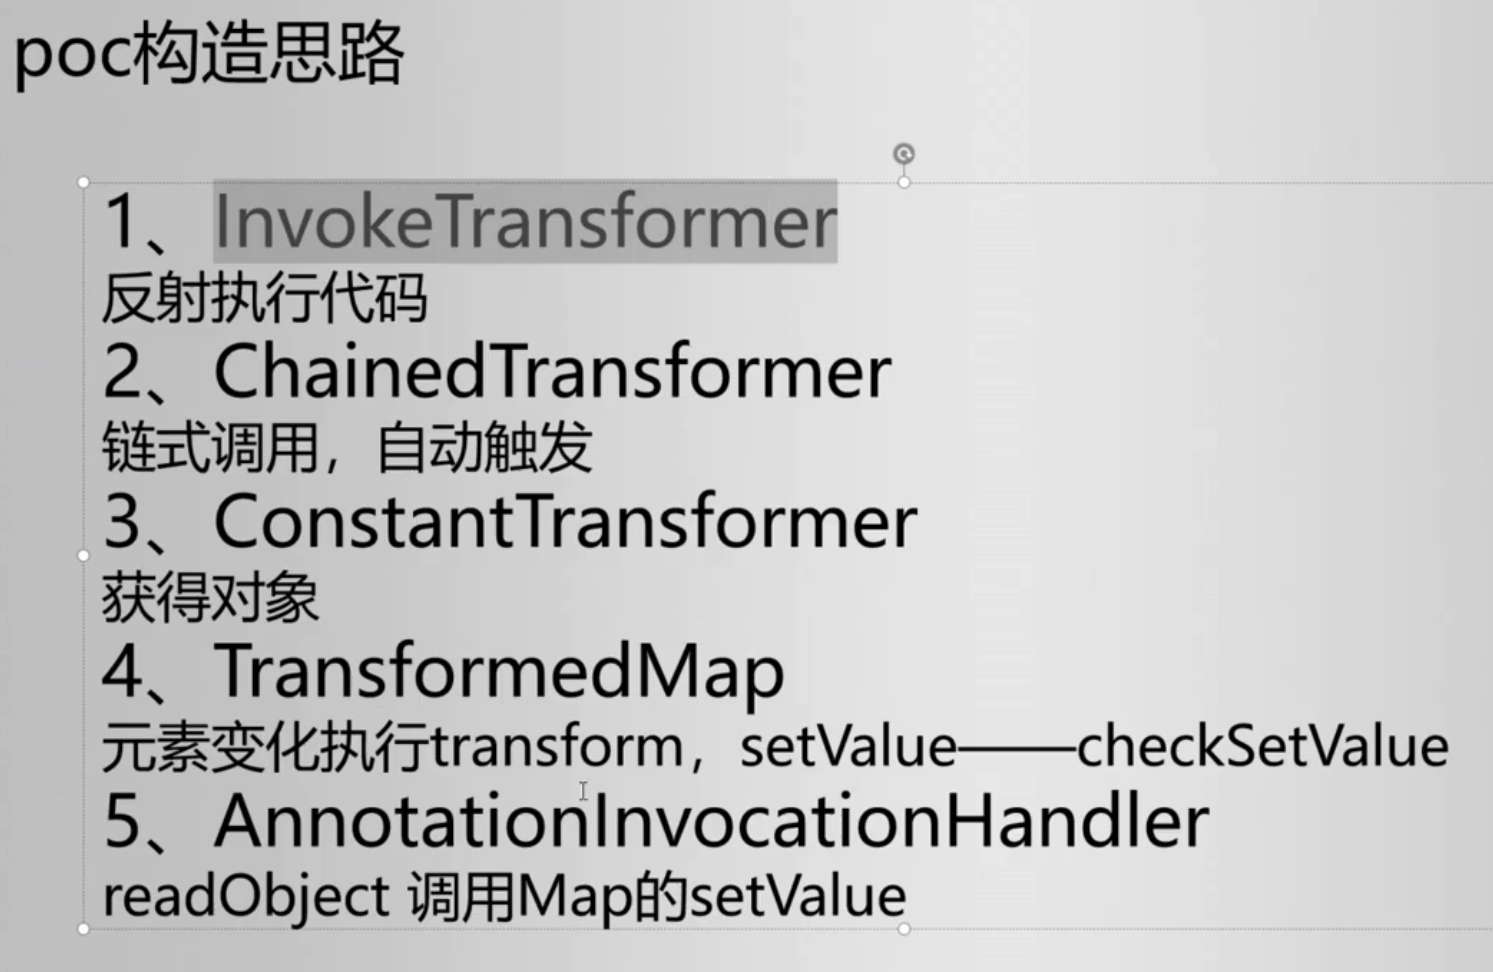 poc构造思路
1、InvokeTransformer
反射执行代码
2、ChainedTransformer
链式调用，自动触发
3、ConstantTransformer
获得对象
4、TransformedMap
元素变化执行transform，setValue——checkSetValue
5、AnnotationInvocationHandler
readObject 调用Map的setValue